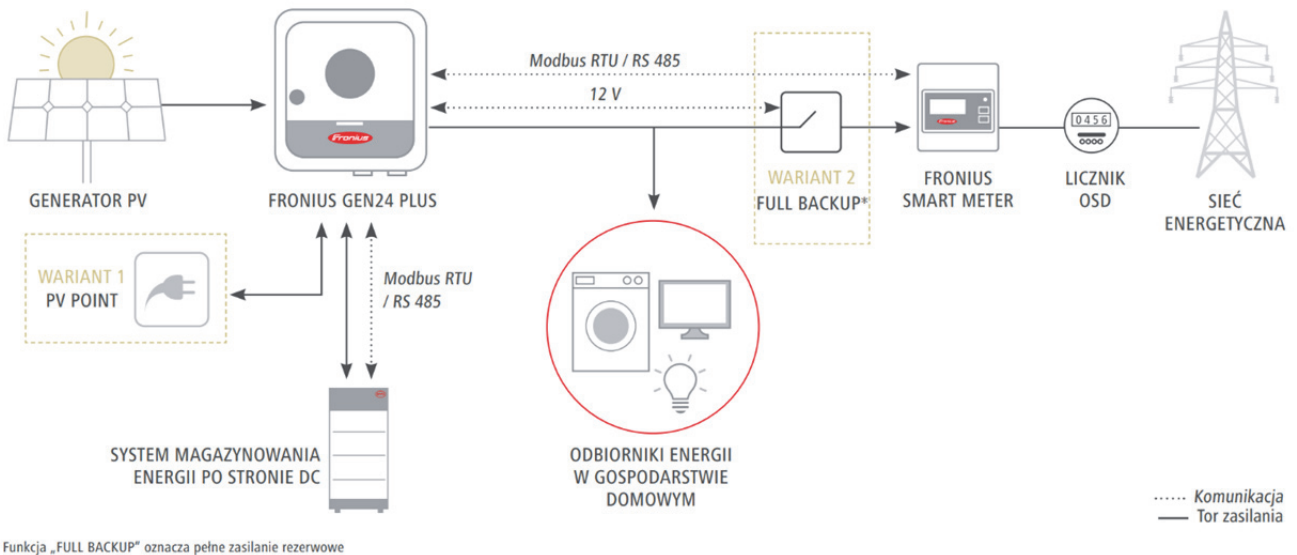 Modbus RTU / RS 485
12 V
Fronius
Fronius
0456
GENERATOR PV
FRONIUS GEN24 PLUS
WARIANT 2
FULL BACKUP*
FRONIUS
SMART METER
LICZNIK
OSD
SIEĆ
ENERGETYCZNA
WARIANT 1
PV POINT
Modbus RTU
/ RS 485
SYSTEM MAGAZYNOWANIA
ENERGII PO STRONIE DC
ODBIORNIKI ENERGII
W GOSPODARSTWIE
DOMOWYM
Komunikacja
Tor zasilania
Funkcja „FULL BACKUP” oznacza pełne zasilanie rezerwowe